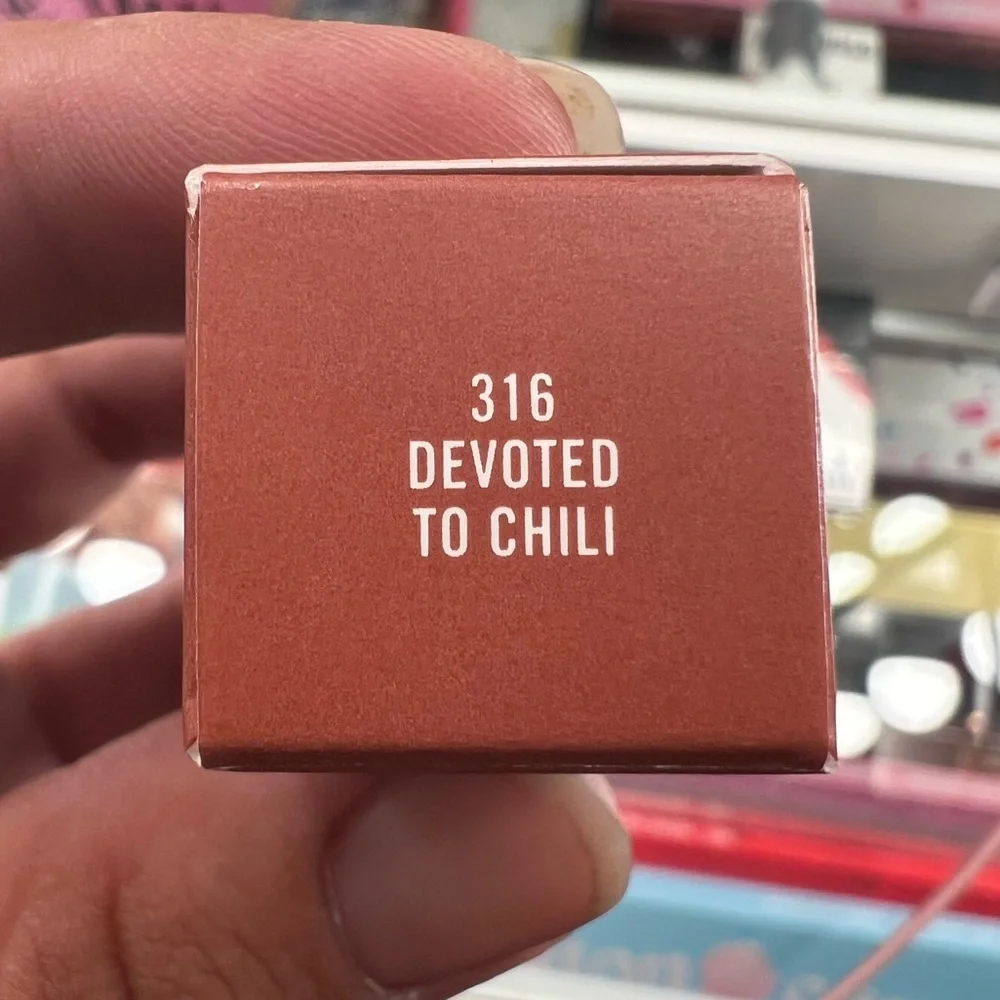 316
DEVOTED
TO CHILI